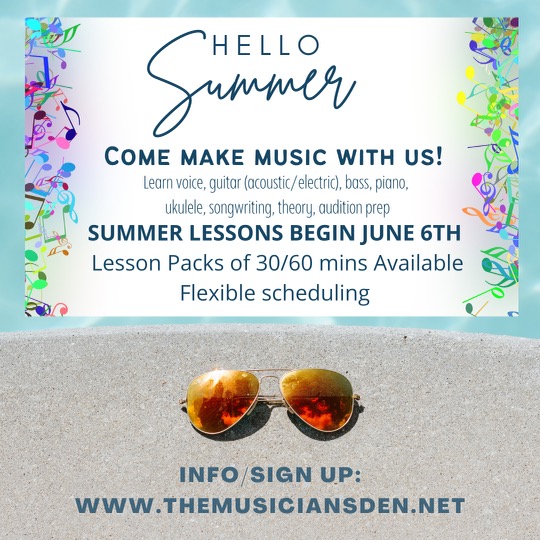 HELLO
Summer
COME MAKE MUSIC WITH US!
Learn voice, guitar (acoustic/electric), bass, piano,
ukulele, songwriting, theory, audition prep
SUMMER LESSONS BEGIN JUNE 6TH
Lesson Packs of 30/60 mins Available
Flexible scheduling
INFO/SIGN UP:
WWW.THEMUSICIANSDEN.NET